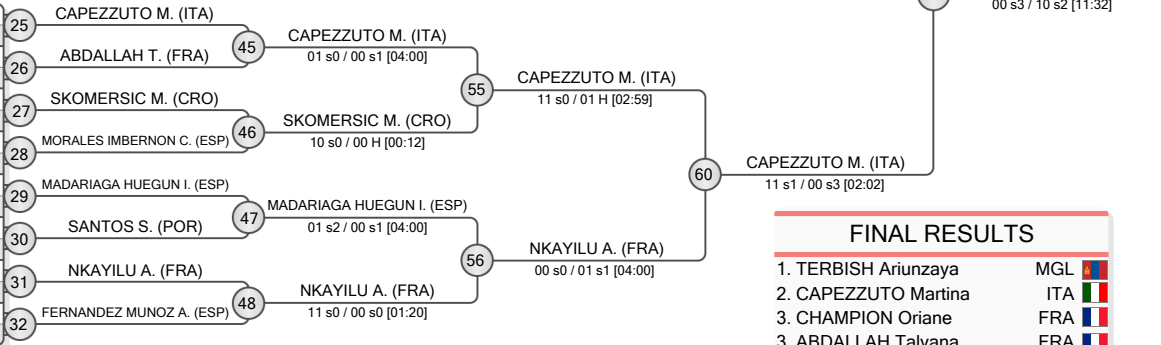 00 s3 / 10 s2 [11:32]
25
CAPEZZUTO M. (ITA)
26
ABDALLAH T. (FRA)
45
CAPEZZUTO M. (ITA)
01 s0 / 00 s1 [04:00]
27
SKOMERSIC M. (CRO)
28
MORALES IMBERNON C. (ESP)
46
SKOMERSIC M. (CRO)
10 s0 / 00 H [00:12]
55
CAPEZZUTO M. (ITA)
11 s0 / 01 H [02:59]
29
MADARIAGA HUEGUN I. (ESP)
30
SANTOS S. (POR)
47
MADARIAGA HUEGUN I. (ESP)
01 s2 / 00 s1 [04:00]
31
NKAYILU A. (FRA)
32
FERNANDEZ MUNOZ A. (ESP)
48
NKAYILU A. (FRA)
11 s0 / 00 s0 [01:20]
56
NKAYILU A. (FRA)
00 s0 / 01 s1 [04:00]
60
CAPEZZUTO M. (ITA)
11 s1 / 00 s3 [02:02]
FINAL RESULTS
1. TERBISH Ariunzaya MGL
2. CAPEZZUTO Martina ITA
3. CHAMPION Oriane FRA
3. ABDALLAH Talyana FRA